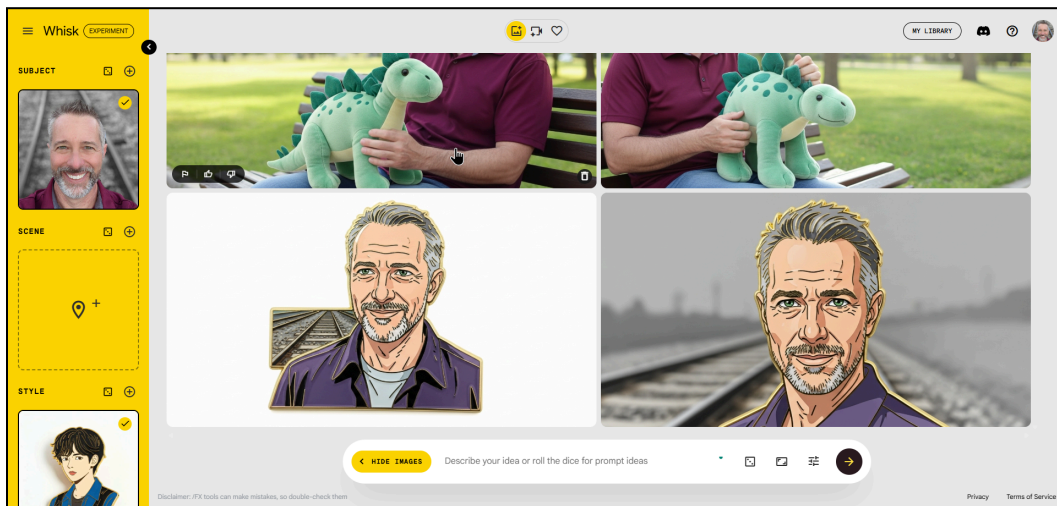 Whisk EXPERIMENT
MY LIBRARY
SUBJECT
SCENE
STYLE
HIDE IMAGES
Describe your idea or roll the dice for prompt ideas
Disclaimer: /FX tools can make mistakes, so double-check them
Privacy Terms of Service